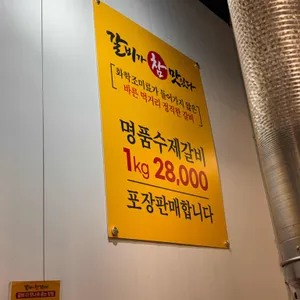 갈비가 참 맛있다
화학조미료가 들어가지 않은
바른 먹거리 정직한 갈비
명품수제갈비
1kg 28,000
포장판매합니다